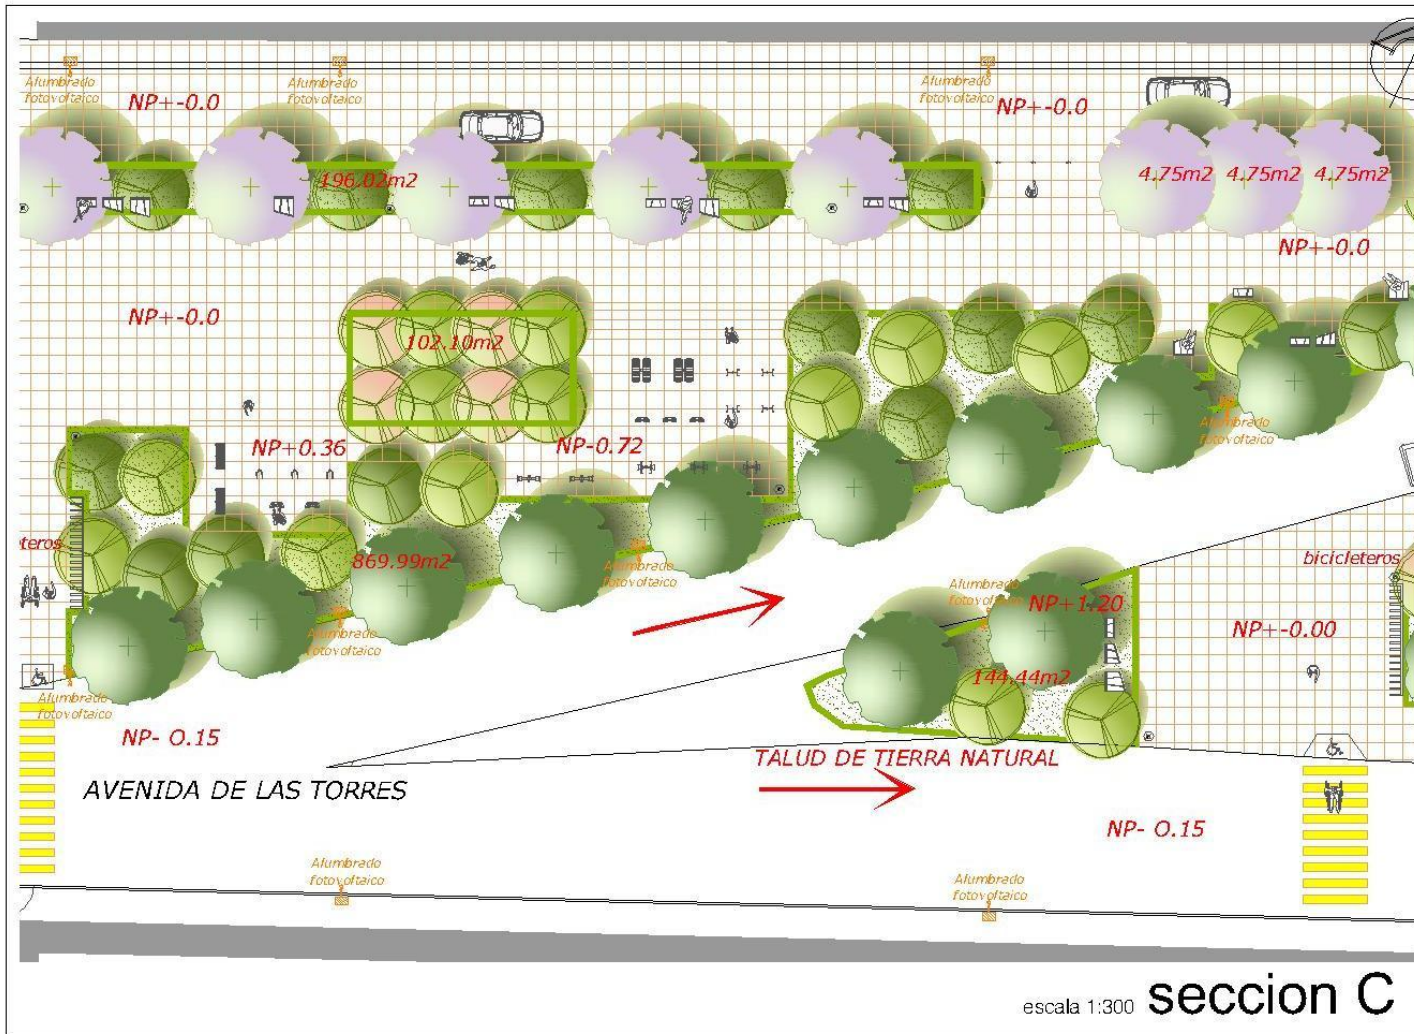 Alumbrado
fotovoltaico
Alumbrado
fotovoltaico
Alumbrado
fotovoltaico
NP+-0.0
NP+-0.0
196.02m2
4.75m2
4.75m2
4.75m2
NP+-0.0
NP+-0.0
102.10m2
NP+0.36
NP-0.72
Alumbrado
fotovoltaico
teros
869.99m2
Alumbrado
fotovoltaico
bicicleteros
Alumbrado
fotovoltaico
NP+1.20
NP+-0.00
Alumbrado
fotovoltaico
144.44m2
Alumbrado
fotovoltaico
NP- 0.15
TALUD DE TIERRA NATURAL
AVENIDA DE LAS TORRES
NP- 0.15
Alumbrado
fotovoltaico
Alumbrado
fotovoltaico
escala 1:300 seccion C